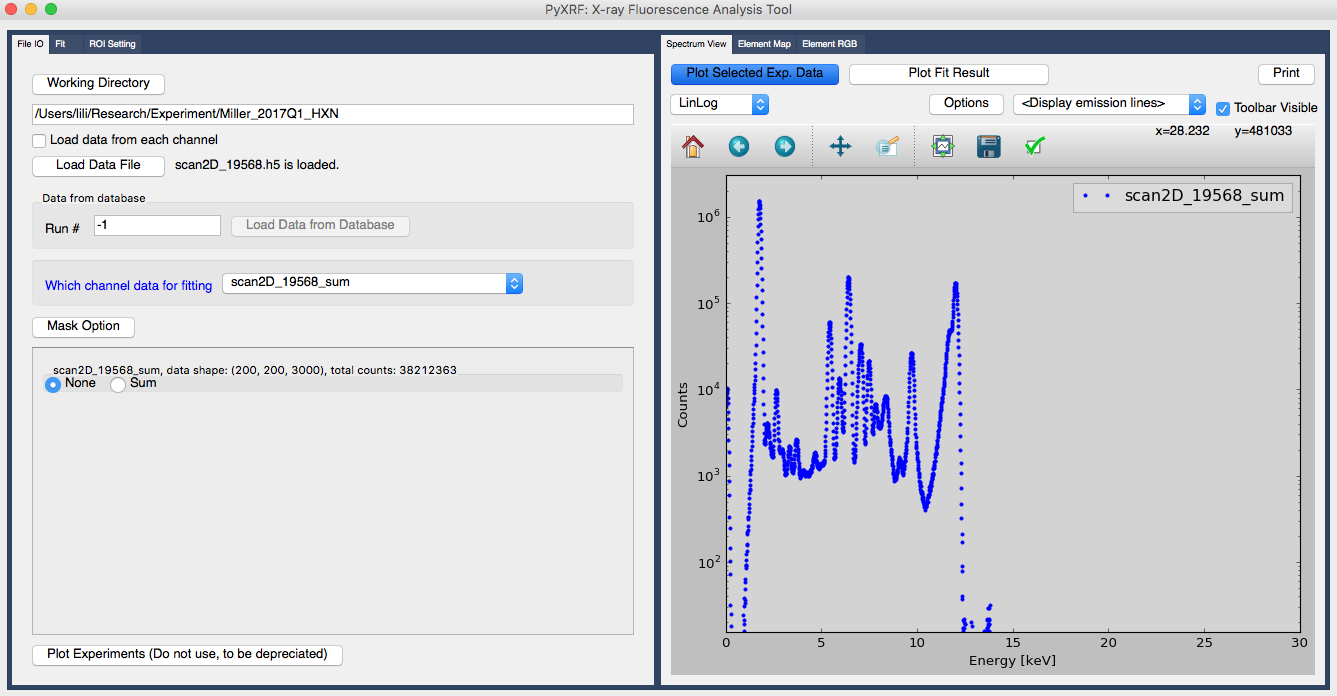 PyXRF: X-ray Fluorescence Analysis Tool
File IO Fit ROI Setting
Working Directory
/Users/lili/Research/Experiment/Miller_2017Q1_HXN
Load data from each channel
Load Data File scan2D_19568.h5 is loaded.
Data from database
Run # -1 Load Data from Database
Which channel data for fitting scan2D_19568_sum
Mask Option
scan2D_19568_sum, data shape: (200, 200, 3000), total counts: 38212363
None Sum
Plot Experiments (Do not use, to be depreciated)
Spectrum View Element Map Element RGB
Plot Selected Exp. Data Plot Fit Result Print
LinLog Options <Display emission lines> Toolbar Visible
x=28.232 y=481033
scan2D_19568_sum
10^6
10^5
10^4
10^3
10^2
Counts
0 5 10 15 20 25 30
Energy [keV]